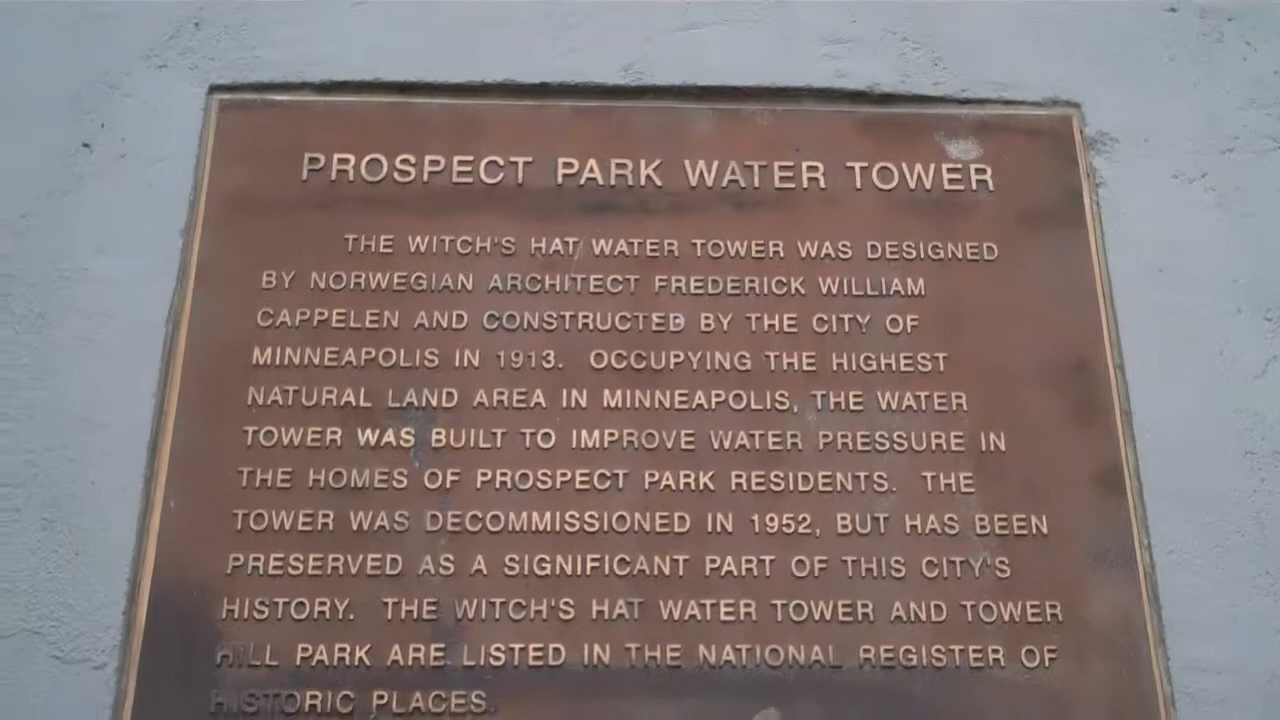 PROSPECT PARK WATER TOWER
THE WITCH'S HAT WATER TOWER WAS DESIGNED
BY NORWEGIAN ARCHITECT FREDERICK WILLIAM
CAPPELEN AND CONSTRUCTED BY THE CITY OF
MINNEAPOLIS IN 1913. OCCUPYING THE HIGHEST
NATURAL LAND AREA IN MINNEAPOLIS, THE WATER
TOWER WAS BUILT TO IMPROVE WATER PRESSURE IN
THE HOMES OF PROSPECT PARK RESIDENTS. THE
TOWER WAS DECOMMISSIONED IN 1952, BUT HAS BEEN
PRESERVED AS A SIGNIFICANT PART OF THIS CITY'S
HISTORY. THE WITCH'S HAT WATER TOWER AND TOWER
HILL PARK ARE LISTED IN THE NATIONAL REGISTER OF
HISTORIC PLACES.